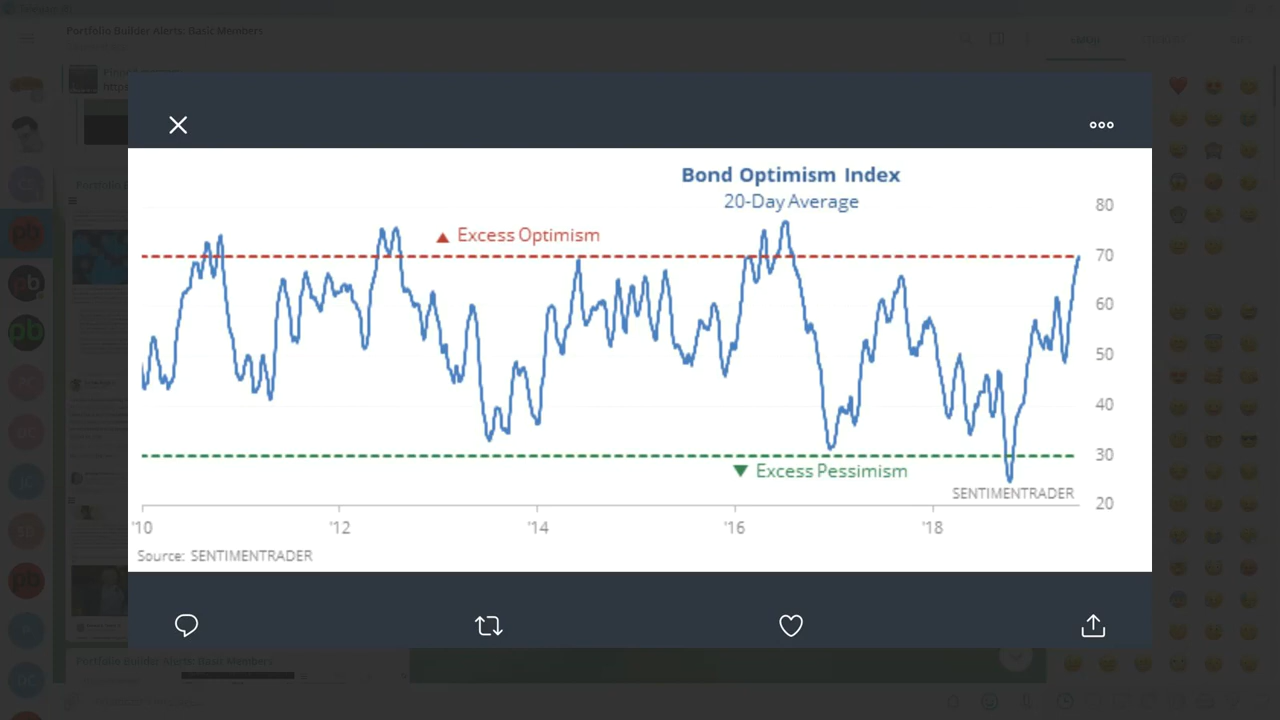 Portfolio Builder Alerts: Basic Members
Bond Optimism Index
20-Day Average
80
▲ Excess Optimism
70
60
50
40
30
▼ Excess Pessimism
SENTIMENTRADER
20
'10 '12 '14 '16 '18
Source: SENTIMENTRADER
Portfolio Builder Alerts: Basic Members